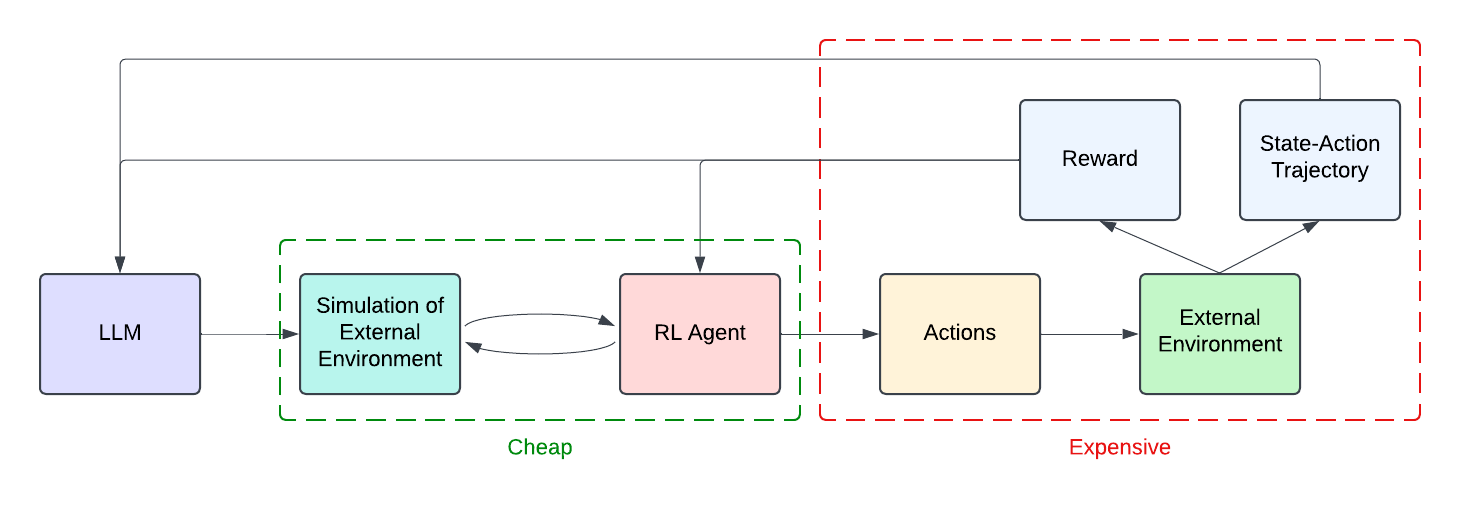 Reward
State-Action
Trajectory
LLM
Simulation of
External
Environment
RL Agent
Actions
External
Environment
Cheap
Expensive